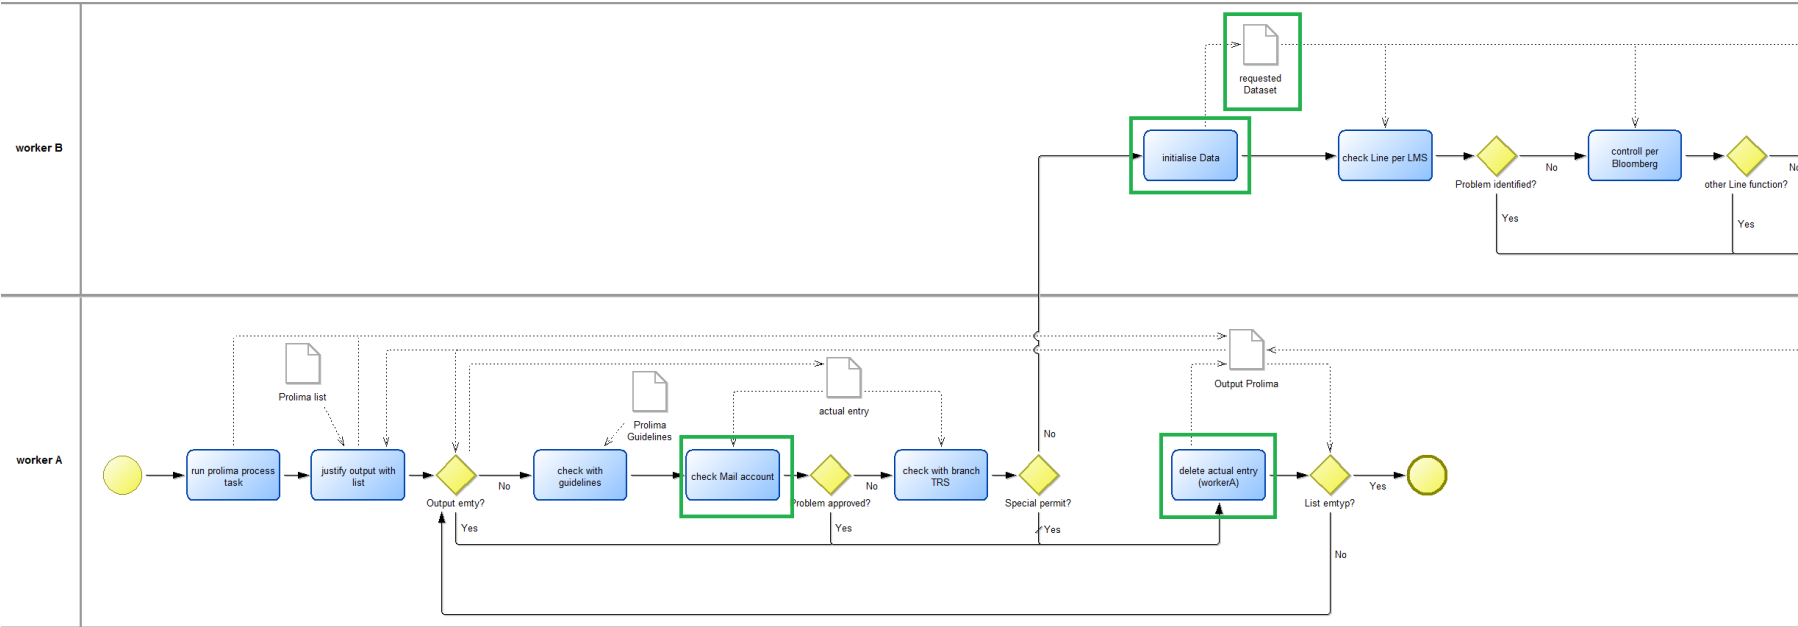 requested
Dataset
worker B
initialise Data
check Line per LMS
Problem identified?
No
controll per
Bloomberg
other Line function?
No
Yes
Yes
worker A
Prolima list
Prolima
Guidelines
actual entry
Output Prolima
No
run prolima process
task
justify output with
list
Output emty?
No
Yes
check with
guidelines
check Mail account
Problem approved?
No
Yes
check with branch
TRS
Special permit?
Yes
delete actual entry
(workerA)
List emtyp?
Yes
No